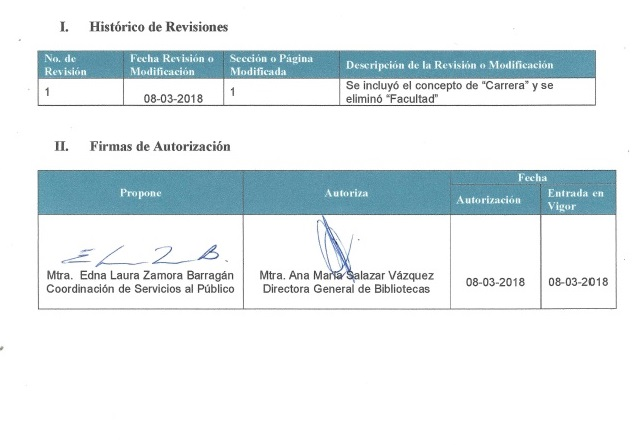 I. Histórico de Revisiones
No. de Revisión
Fecha Revisión o Modificación
Sección o Página Modificada
Descripción de la Revisión o Modificación
1
08-03-2018
1
Se incluyó el concepto de “Carrera” y se
eliminó “Facultad”
II. Firmas de Autorización
Propone
Autoriza
Fecha
Autorización
Entrada en Vigor
Mtra. Edna Laura Zamora Barragán
Coordinación de Servicios al Público
Mtra. Ana María Salazar Vázquez
Directora General de Bibliotecas
08-03-2018
08-03-2018